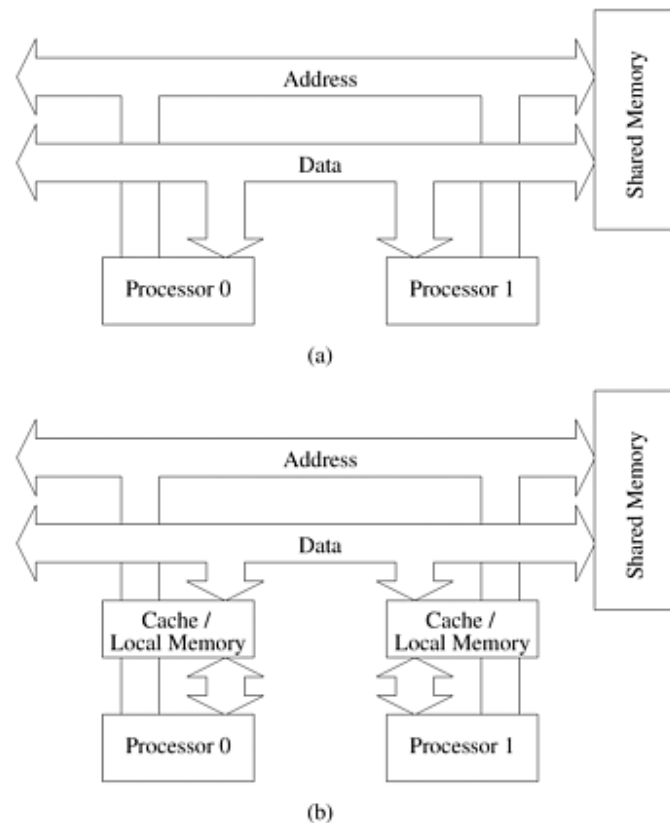 Address
Shared Memory
Data
Processor 0
Processor 1
(a)
Address
Shared Memory
Data
Cache /
Local Memory
Cache /
Local Memory
Processor 0
Processor 1
(b)